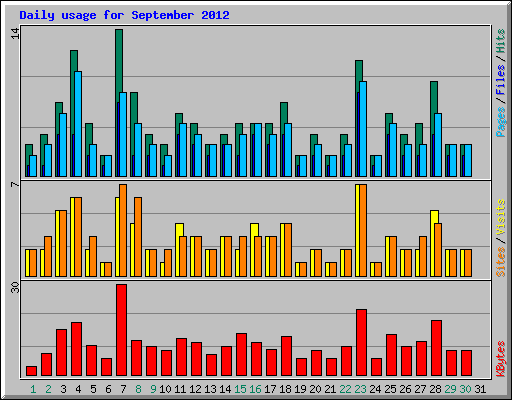 Daily usage for September 2012
14
7
30
Pages / Files / Hits
Sites / Visits
KBytes
1 2 3 4 5 6 7 8 9 10 11 12 13 14 15 16 17 18 19 20 21 22 23 24 25 26 27 28 29 30 31